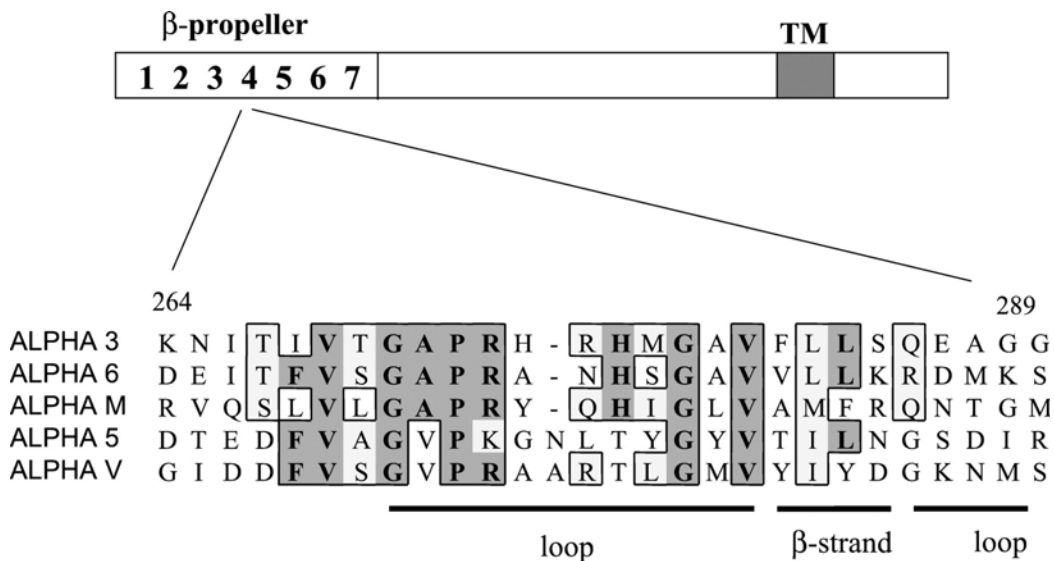 β-propeller
TM
1 2 3 4 5 6 7
264 289
ALPHA 3 K N I T I V T G A P R H - R H M G A V F L L S Q E A G G
ALPHA 6 D E I T F V S G A P R A - N H S G A V V L L K R D M K S
ALPHA M R V Q S L V L G A P R Y - Q H I G L V A M F R Q N T G M
ALPHA 5 D T E D F V A G V P K G N L T Y G Y V T I L N G S D I R
ALPHA V G I D D F V S G V P R A A R T L G M V Y I Y D G K N M S
loop β-strand loop